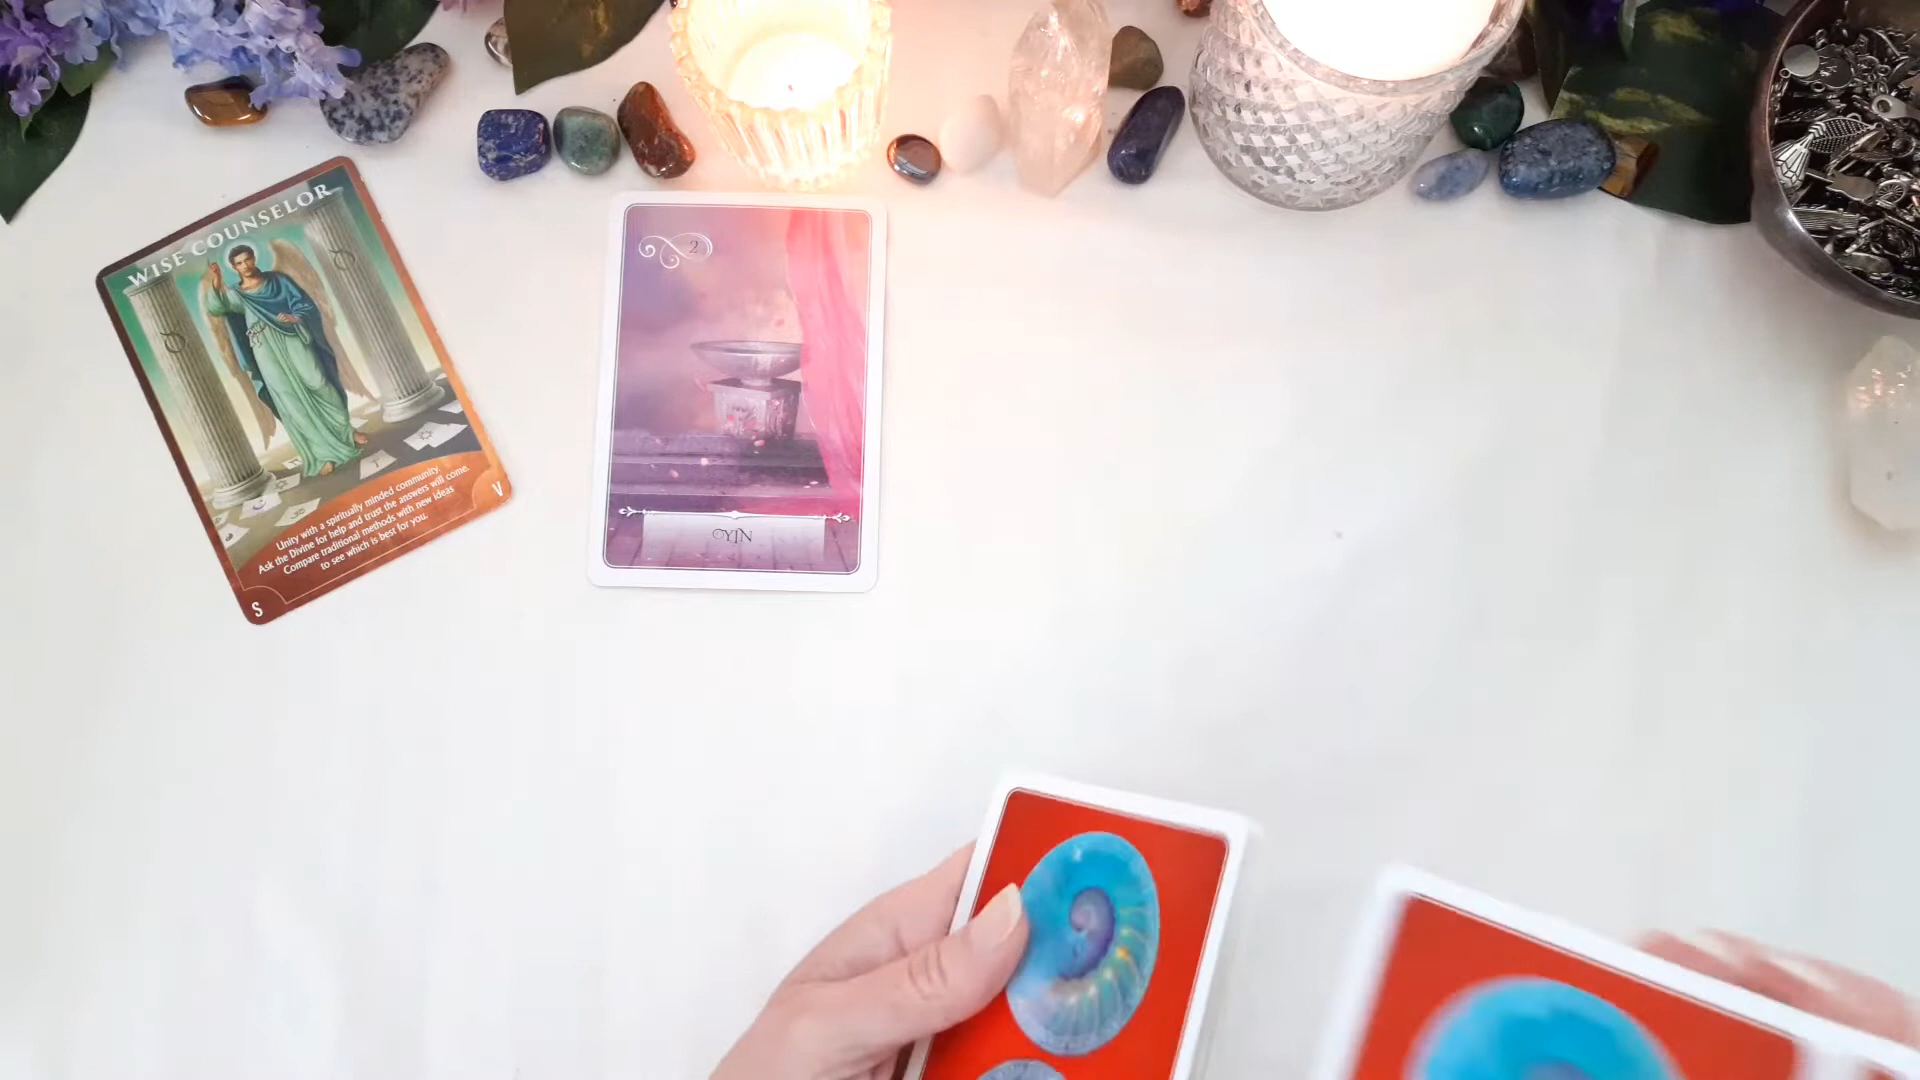 WISE COUNSELOR
Unity with a spiritually minded community.
Ask the Divine for help and trust the answers will come.
Compare traditional methods with new ideas
to see which is best for you.
S
V
2
YIN